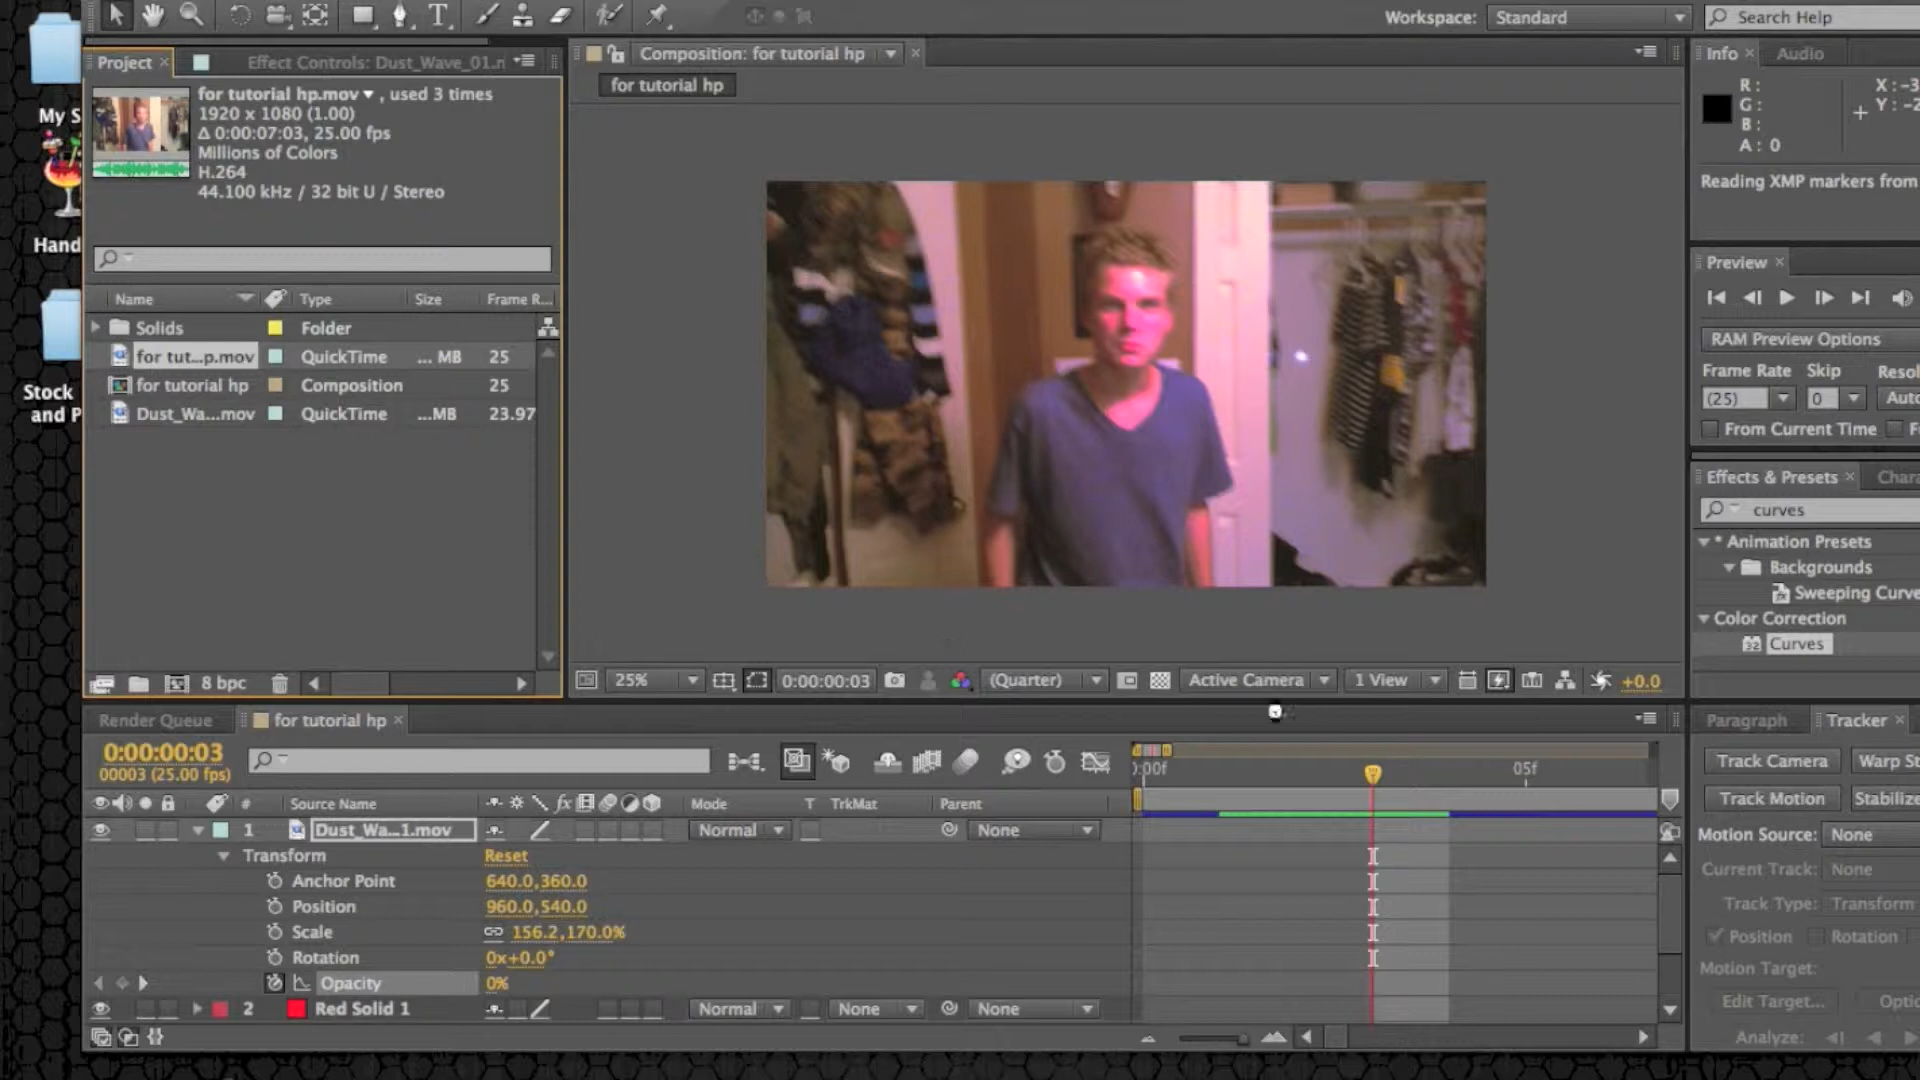 Workspace: Standard
Search Help
My S
Hand
Stock
and P
Project
Effect Controls: Dust_Wave_01.n
for tutorial hp.mov▼ , used 3 times
1920 x 1080 (1.00)
Δ 0:00:07:03, 25.00 fps
Millions of Colors
H.264
44.100 kHz / 32 bit U / Stereo
Name Type Size Frame R...
Solids Folder
for tut...p.mov QuickTime ... MB 25
for tutorial hp Composition 25
Dust_Wa...mov QuickTime ...MB 23.97
8 bpc
Composition: for tutorial hp
for tutorial hp
25% 0:00:00:03 (Quarter) Active Camera 1 View +0.0
Info Audio
R :
G :
B :
A : 0
X : -3
Y : -2
Reading XMP markers from
Preview
RAM Preview Options
Frame Rate Skip Resol
(25) 0 Auto
From Current Time F
Effects & Presets Chara
curves
* Animation Presets
Backgrounds
Sweeping Curve
Color Correction
32 Curves
Render Queue
for tutorial hp
0:00:00:03
00003 (25.00 fps)
):00f 05f
# Source Name fx Mode T TrkMat Parent
1 Dust_Wa...1.mov Normal None
Transform Reset
Anchor Point 640.0,360.0
Position 960.0,540.0
Scale 156.2,170.0%
Rotation 0x+0.0°
Opacity 0%
2 Red Solid 1 Normal None None
Paragraph Tracker
Track Camera Warp St
Track Motion Stabilize
Motion Source: None
Current Track: None
Track Type: Transform
Position Rotation
Motion Target:
Edit Target... Optio
Analyze: